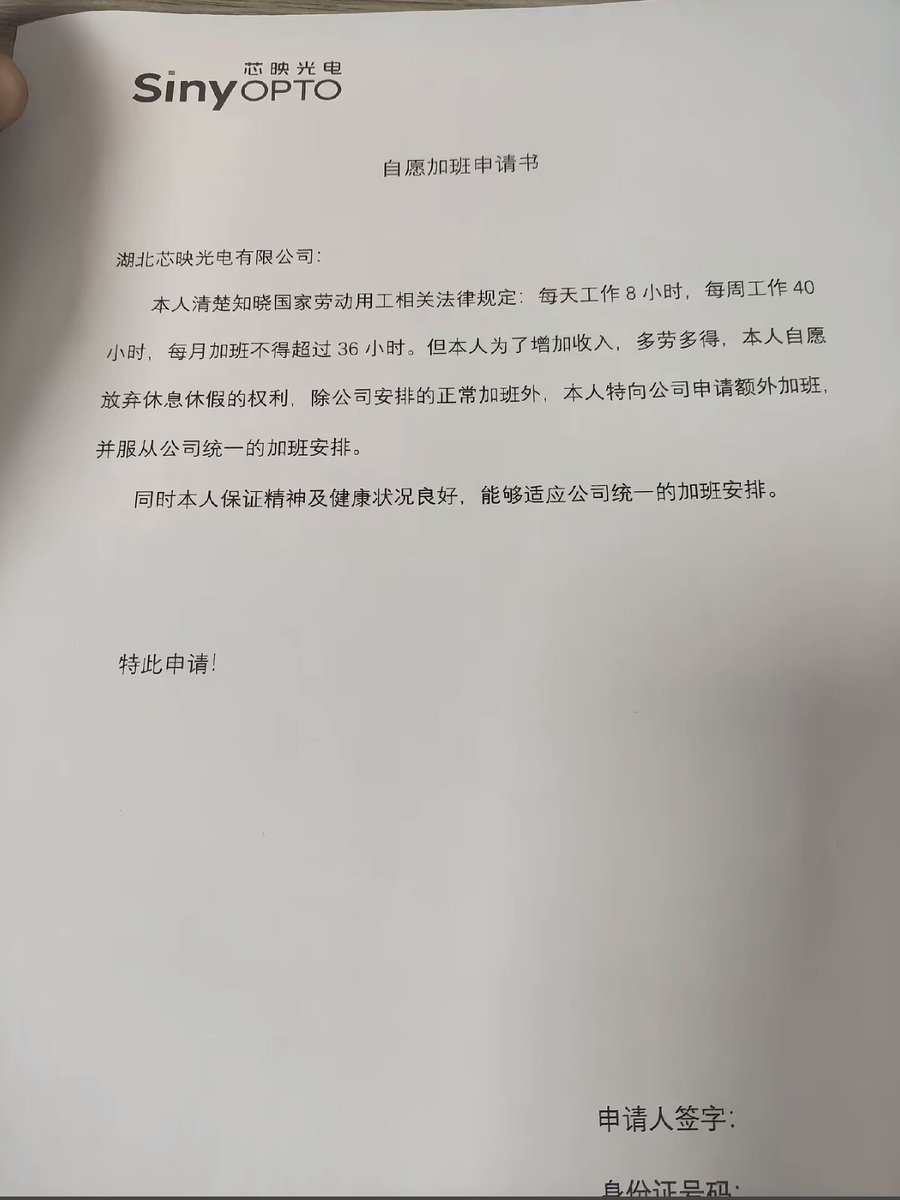 芯映光电
SinyOPTO
自愿加班申请书
湖北芯映光电有限公司：
本人清楚知晓国家劳动用工相关法律规定：每天工作 8 小时，每周工作 40
小时，每月加班不得超过 36 小时。但本人为了增加收入，多劳多得，本人自愿
放弃休息休假的权利，除公司安排的正常加班外，本人特向公司申请额外加班，
并服从公司统一的加班安排。
同时本人保证精神及健康状况良好，能够适应公司统一的加班安排。
特此申请！
申请人签字：
身份证号码：